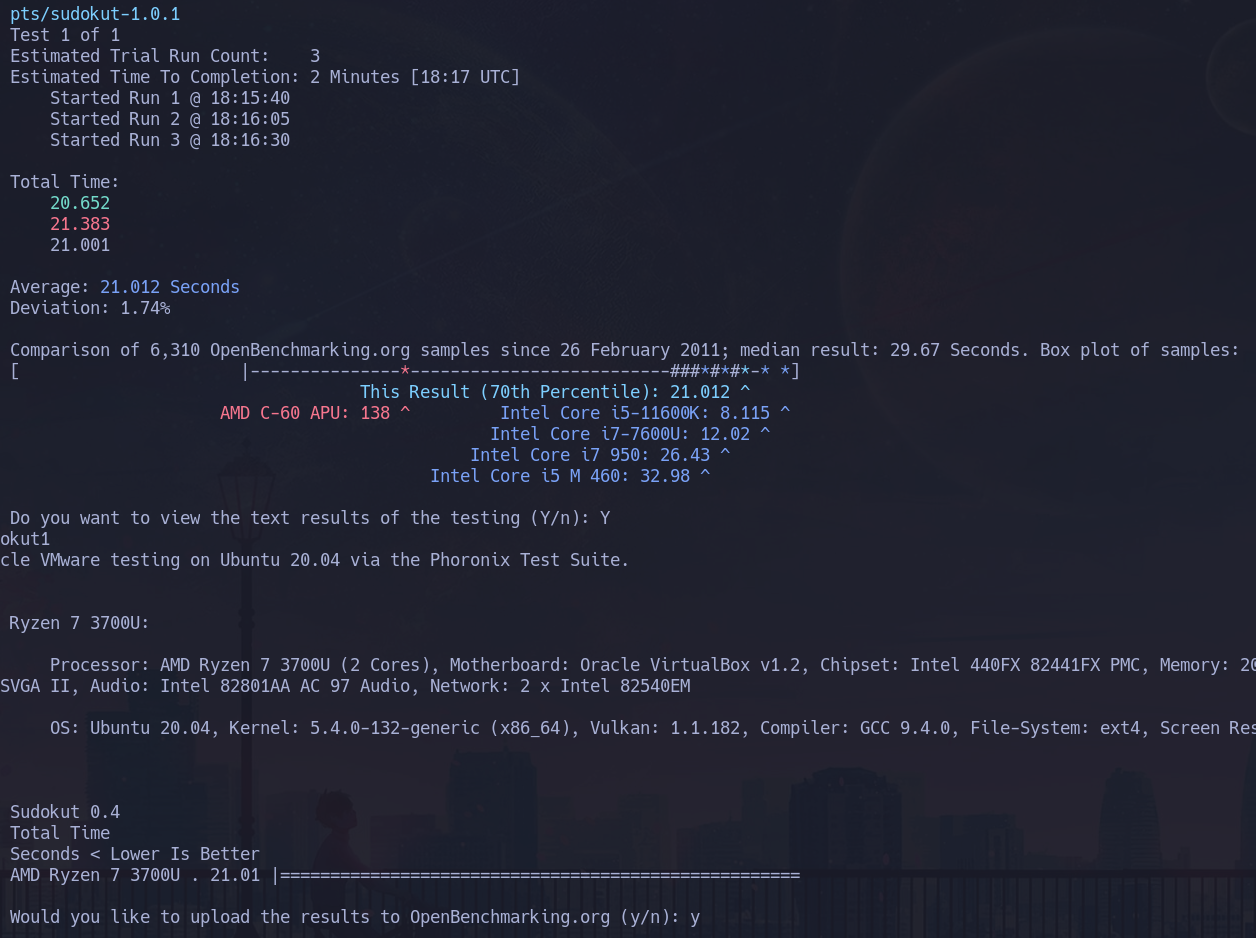 pts/sudokut-1.0.1
Test 1 of 1
Estimated Trial Run Count:    3
Estimated Time To Completion: 2 Minutes [18:17 UTC]
    Started Run 1 @ 18:15:40
    Started Run 2 @ 18:16:05
    Started Run 3 @ 18:16:30

Total Time:
    20.652
    21.383
    21.001

Average: 21.012 Seconds
Deviation: 1.74%

Comparison of 6,310 OpenBenchmarking.org samples since 26 February 2011; median result: 29.67 Seconds. Box plot of samples:
[                      |---------------*--------------------------###*#*#*-* *]
                                   This Result (70th Percentile): 21.012 ^
                     AMD C-60 APU: 138 ^         Intel Core i5-11600K: 8.115 ^
                                                Intel Core i7-7600U: 12.02 ^
                                              Intel Core i7 950: 26.43 ^
                                          Intel Core i5 M 460: 32.98 ^

Do you want to view the text results of the testing (Y/n): Y
okut1
cle VMware testing on Ubuntu 20.04 via the Phoronix Test Suite.

Ryzen 7 3700U:

    Processor: AMD Ryzen 7 3700U (2 Cores), Motherboard: Oracle VirtualBox v1.2, Chipset: Intel 440FX 82441FX PMC, Memory: 20
SVGA II, Audio: Intel 82801AA AC 97 Audio, Network: 2 x Intel 82540EM

    OS: Ubuntu 20.04, Kernel: 5.4.0-132-generic (x86_64), Vulkan: 1.1.182, Compiler: GCC 9.4.0, File-System: ext4, Screen Res

Sudokut 0.4
Total Time
Seconds < Lower Is Better
AMD Ryzen 7 3700U . 21.01 |====================================================

Would you like to upload the results to OpenBenchmarking.org (y/n): y